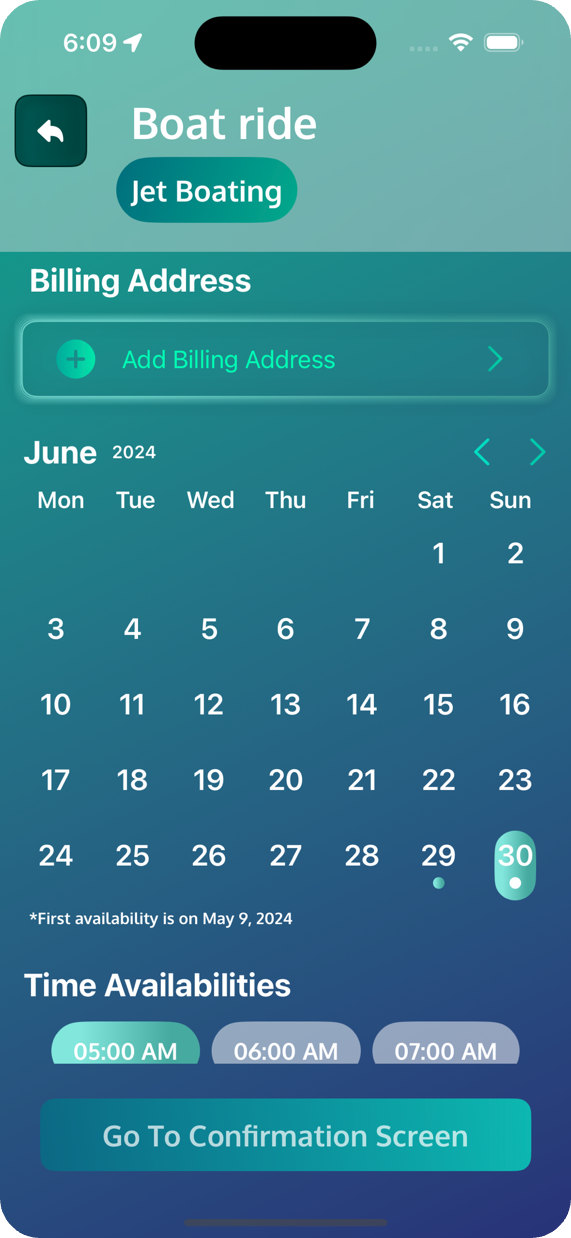 6:09
Boat ride
Jet Boating
Billing Address
Add Billing Address
June 2024
Mon Tue Wed Thu Fri Sat Sun
1 2
3 4 5 6 7 8 9
10 11 12 13 14 15 16
17 18 19 20 21 22 23
24 25 26 27 28 29 30
*First availability is on May 9, 2024
Time Availabilities
05:00 AM 06:00 AM 07:00 AM
Go To Confirmation Screen